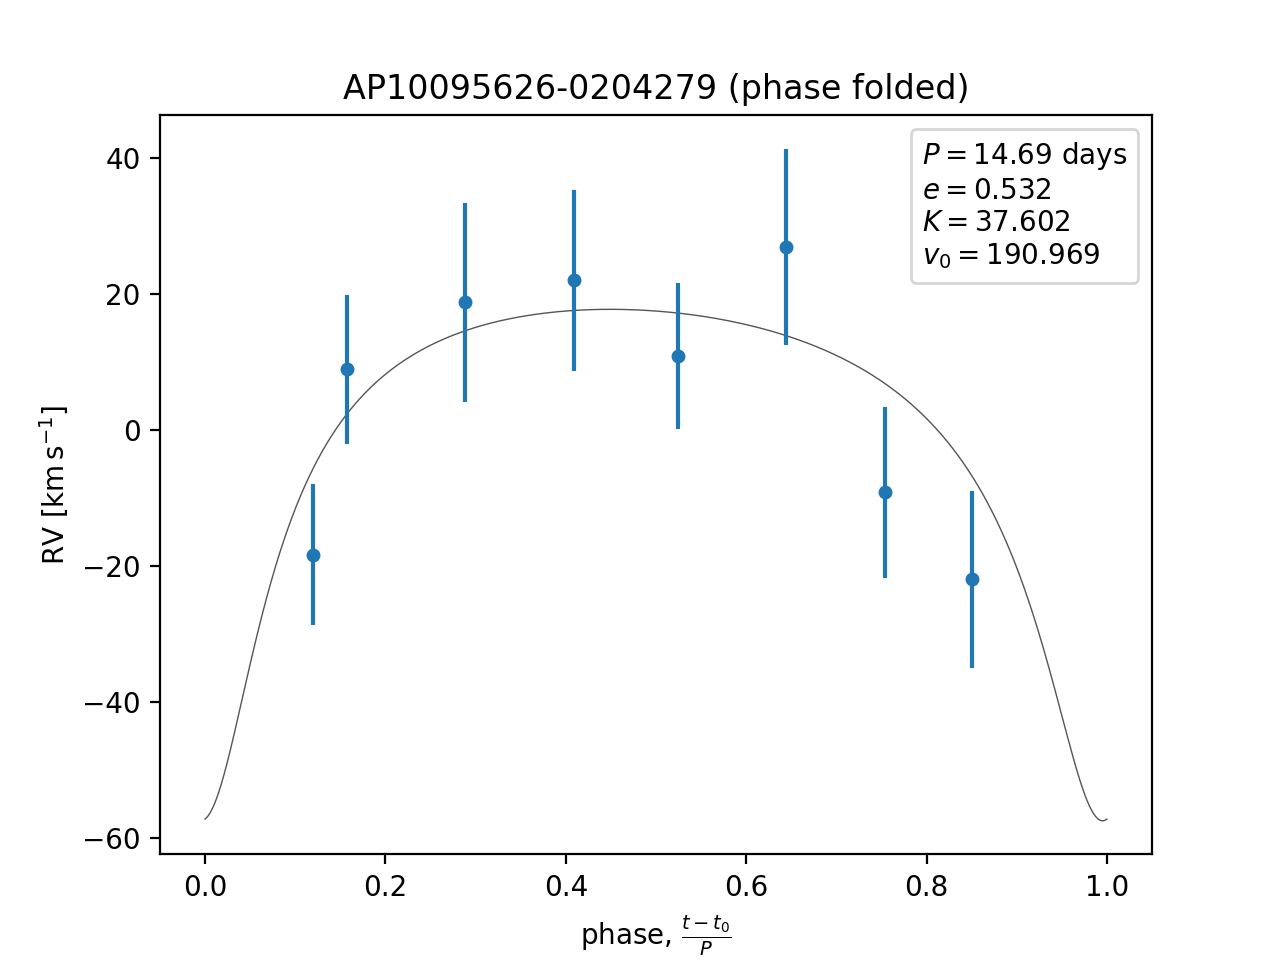 AP10095626-0204279 (phase folded)
P = 14.69 days
e = 0.532
K = 37.602
v₀ = 190.969
40
20
0
−20
−40
−60
RV [km s⁻¹]
0.0 0.2 0.4 0.6 0.8 1.0
phase, (t − t₀)/P